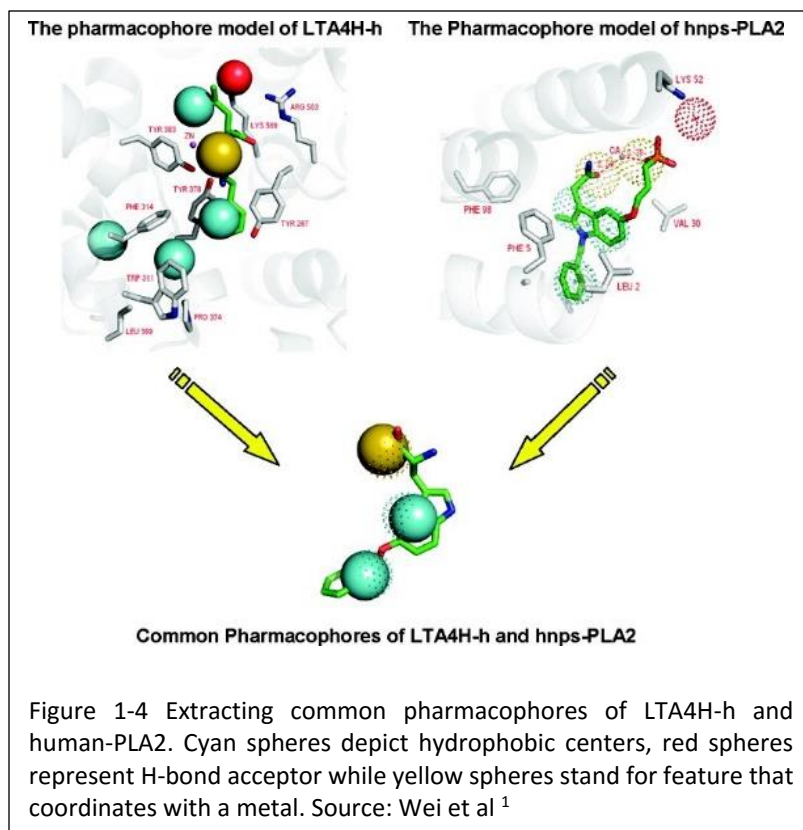 The pharmacophore model of LTA4H-h
The Pharmacophore model of hnps-PLA2
LYS 52
ARG 563
LYS 565
TYR 383
ZN
CA
TYR 378
PHE 314
PHE 98
TYR 267
VAL 30
PHE 5
TRP 311
LEU 2
PRO 374
LEU 369
Common Pharmacophores of LTA4H-h and hnps-PLA2
Figure 1-4 Extracting common pharmacophores of LTA4H-h and
human-PLA2. Cyan spheres depict hydrophobic centers, red spheres
represent H-bond acceptor while yellow spheres stand for feature that
coordinates with a metal. Source: Wei et al 1